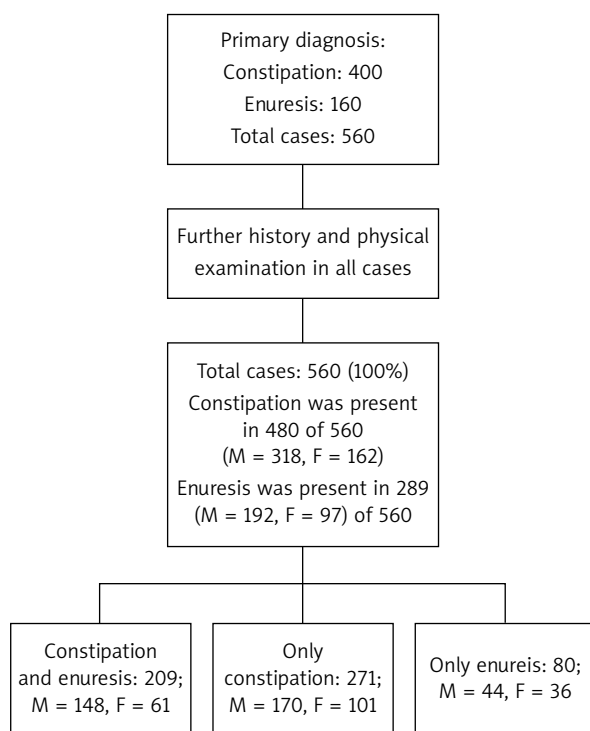 Primary diagnosis:
Constipation: 400
Enuresis: 160
Total cases: 560
Further history and physical
examination in all cases
Total cases: 560 (100%)
Constipation was present
in 480 of 560
(M = 318, F = 162)
Enuresis was present in 289
(M = 192, F = 97) of 560
Constipation
and enuresis: 209;
M = 148, F = 61
Only
constipation: 271;
M = 170, F = 101
Only enureis: 80;
M = 44, F = 36